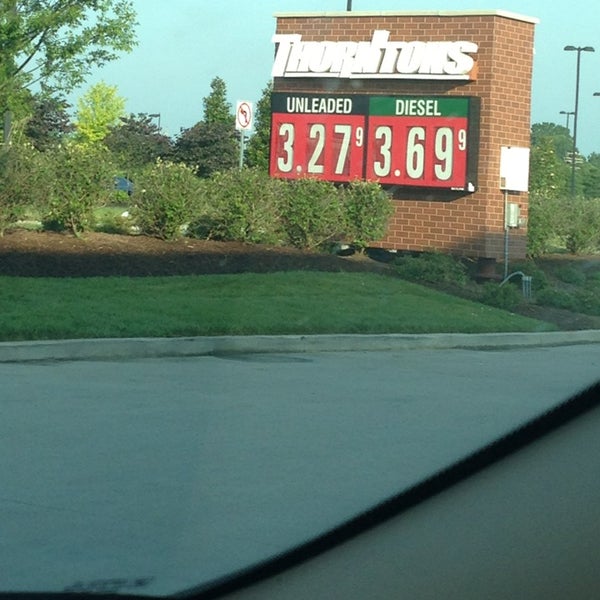 THORNTONS
UNLEADED DIESEL
3.27 9 3.69 9